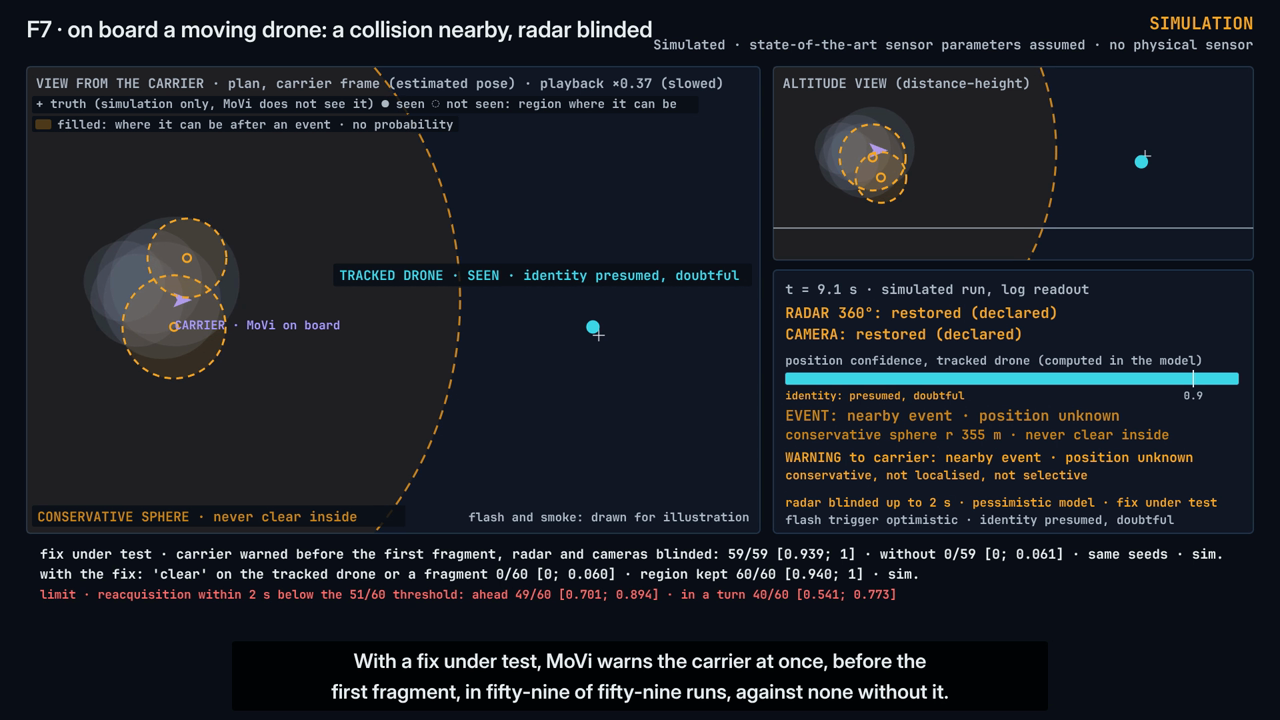 F7 · on board a moving drone: a collision nearby, radar blinded
SIMULATION
Simulated · state-of-the-art sensor parameters assumed · no physical sensor
VIEW FROM THE CARRIER · plan, carrier frame (estimated pose) · playback ×0.37 (slowed)
+ truth (simulation only, MoVi does not see it) ● seen ◌ not seen: region where it can be
filled: where it can be after an event · no probability
TRACKED DRONE · SEEN · identity presumed, doubtful
CARRIER · MoVi on board
CONSERVATIVE SPHERE · never clear inside
flash and smoke: drawn for illustration
ALTITUDE VIEW (distance-height)
t = 9.1 s · simulated run, log readout
RADAR 360°: restored (declared)
CAMERA: restored (declared)
position confidence, tracked drone (computed in the model)
identity: presumed, doubtful
0.9
EVENT: nearby event · position unknown
conservative sphere r 355 m · never clear inside
WARNING to carrier: nearby event · position unknown
conservative, not localised, not selective
radar blinded up to 2 s · pessimistic model · fix under test
flash trigger optimistic · identity presumed, doubtful
fix under test · carrier warned before the first fragment, radar and cameras blinded: 59/59 [0.939; 1] · without 0/59 [0; 0.061] · same seeds · sim.
with the fix: 'clear' on the tracked drone or a fragment 0/60 [0; 0.060] · region kept 60/60 [0.940; 1] · sim.
limit · reacquisition within 2 s below the 51/60 threshold: ahead 49/60 [0.701; 0.894] · in a turn 40/60 [0.541; 0.773]
With a fix under test, MoVi warns the carrier at once, before the
first fragment, in fifty-nine of fifty-nine runs, against none without it.